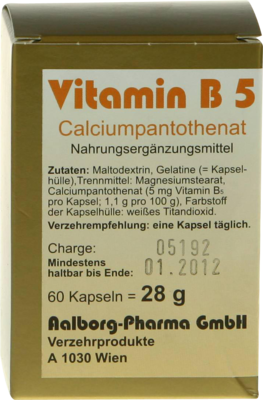 Vitamin B 5
Calciumpantothenat
Nahrungsergänzungsmittel
Zutaten: Maltodextrin, Gelatine (= Kapsel-
hülle),Trennmittel: Magnesiumstearat,
Calciumpantothenat (5 mg Vitamin B₅
pro Kapsel; 1,1 g pro 100 g), Farbstoff
der Kapselhülle: weißes Titandioxid.
Verzehrempfehlung: eine Kapsel täglich.
Charge: 05192
Mindestens
haltbar bis Ende: 01.2012
60 Kapseln = 28 g
Aalborg-Pharma GmbH
Verzehrprodukte
A 1030 Wien